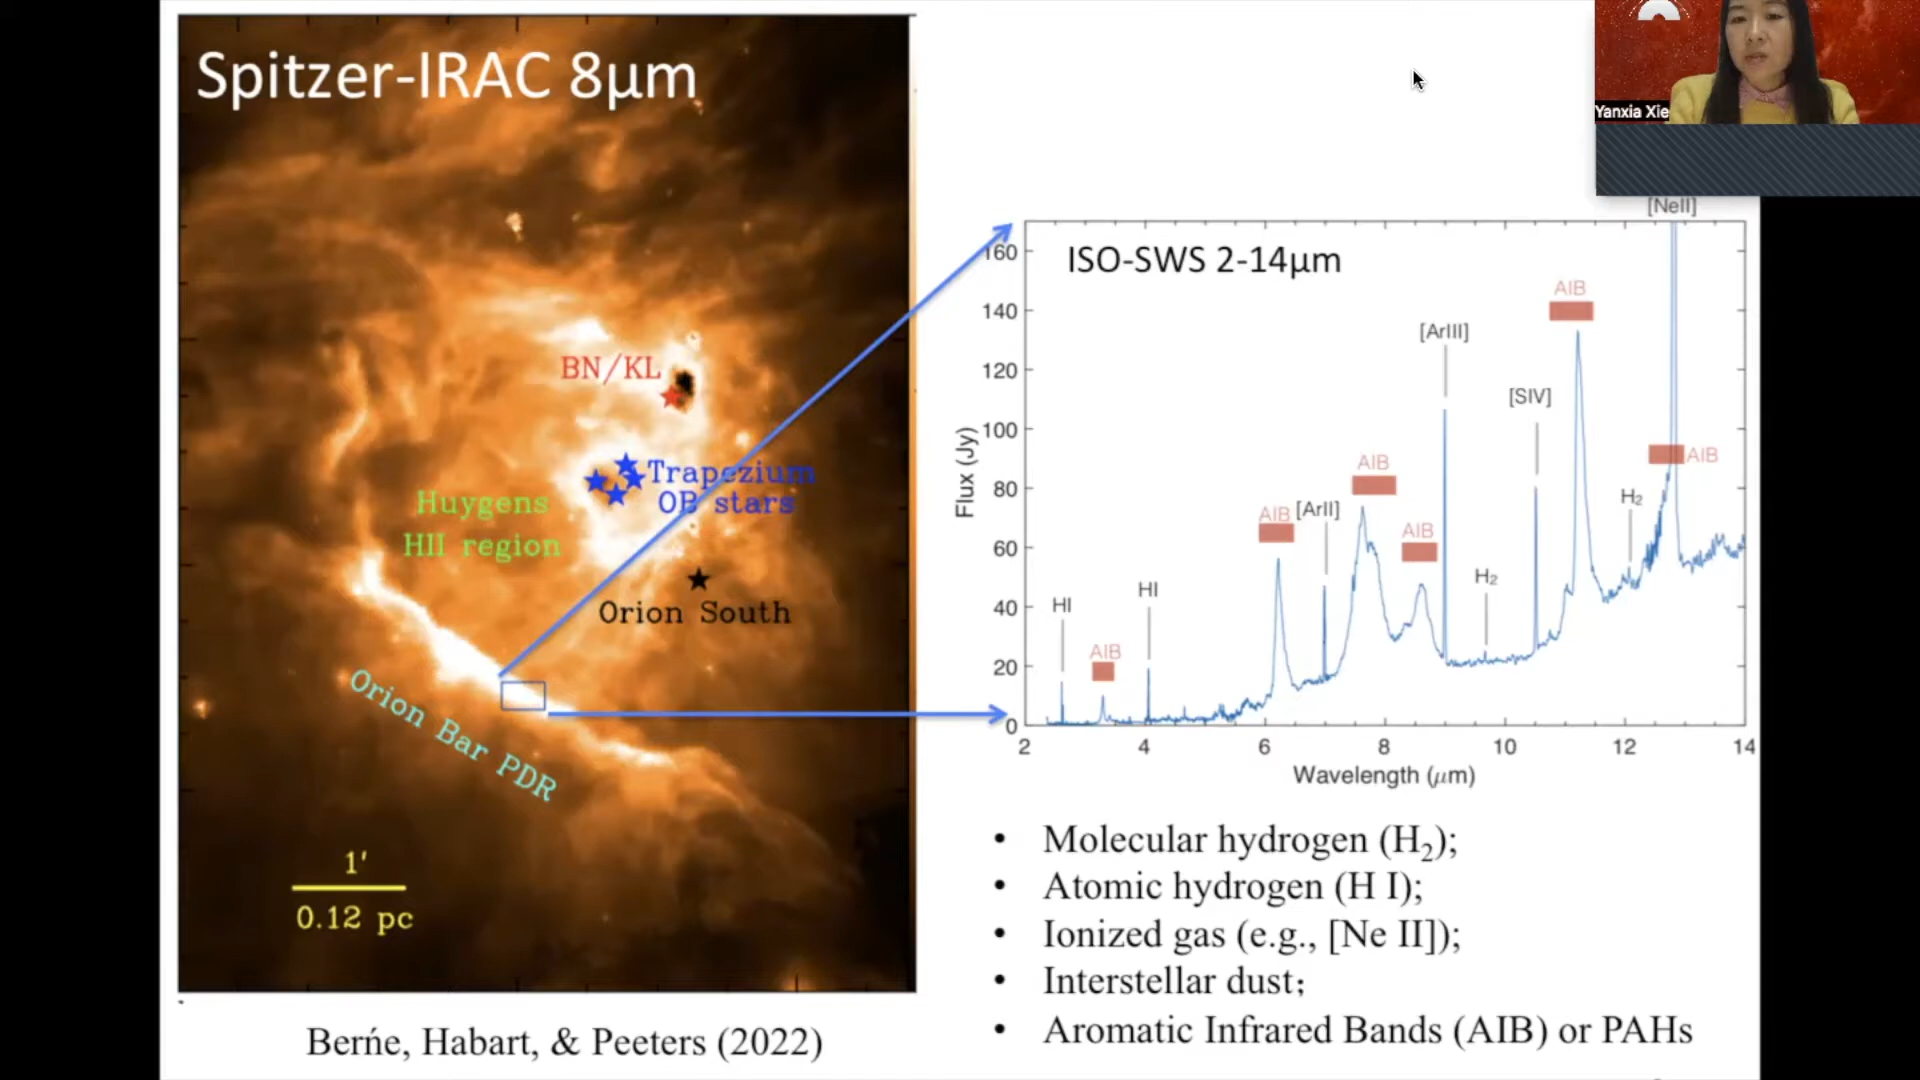 Spitzer-IRAC 8μm
BN/KL
Trapezium
OB stars
Huygens
HII region
Orion South
Orion Bar PDR
1'
0.12 pc
Berńe, Habart, & Peeters (2022)
Yanxia Xie
[NeII]
ISO-SWS 2-14μm
160
140
120
100
80
60
40
20
0
Flux (Jy)
HI
AIB
HI
AIB
[ArII]
AIB
AIB
[ArIII]
H₂
[SIV]
AIB
H₂
AIB
2 4 6 8 10 12 14
Wavelength (μm)
• Molecular hydrogen (H₂);
• Atomic hydrogen (H I);
• Ionized gas (e.g., [Ne II]);
• Interstellar dust;
• Aromatic Infrared Bands (AIB) or PAHs